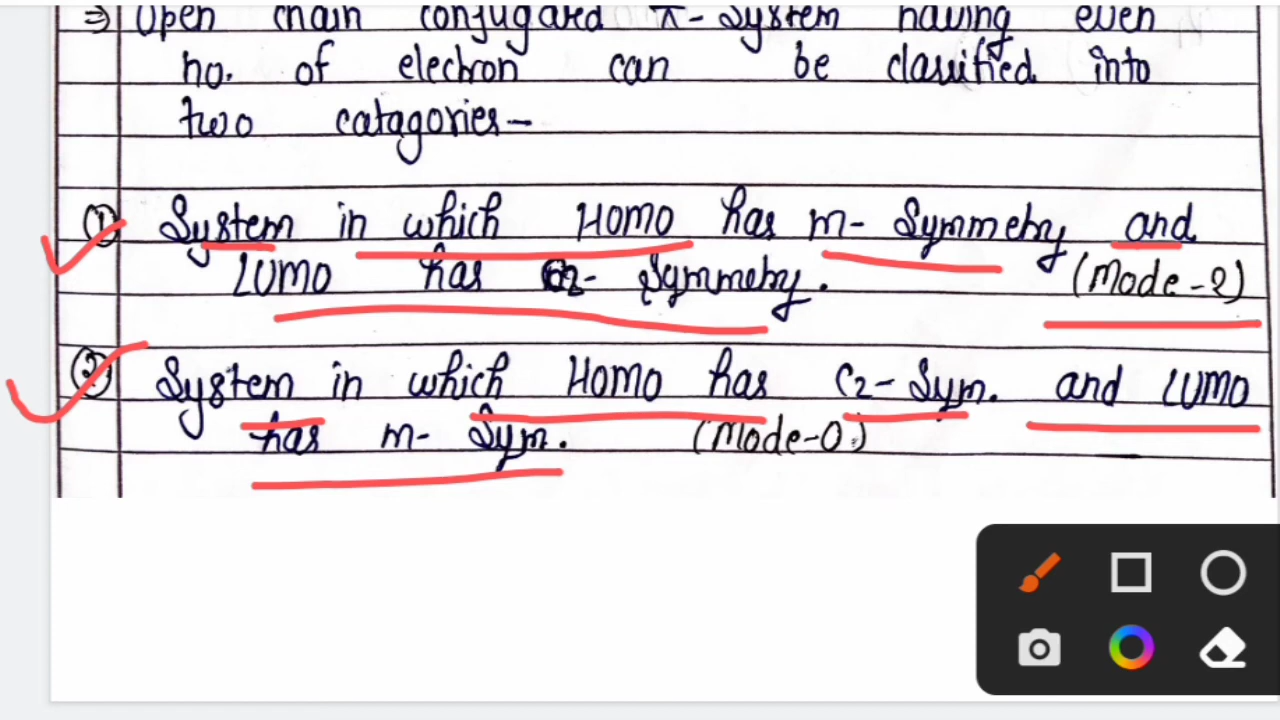 ⇒ Open chain conjugated π-System having even
no. of electron can be classified into
two catagories-
① System in which HOMO has m- Symmetry and
LUMO has C2- Symmetry. (Mode-2)
② System in which HOMO has C2- Sym. and LUMO
has m- Sym. (Mode-0)